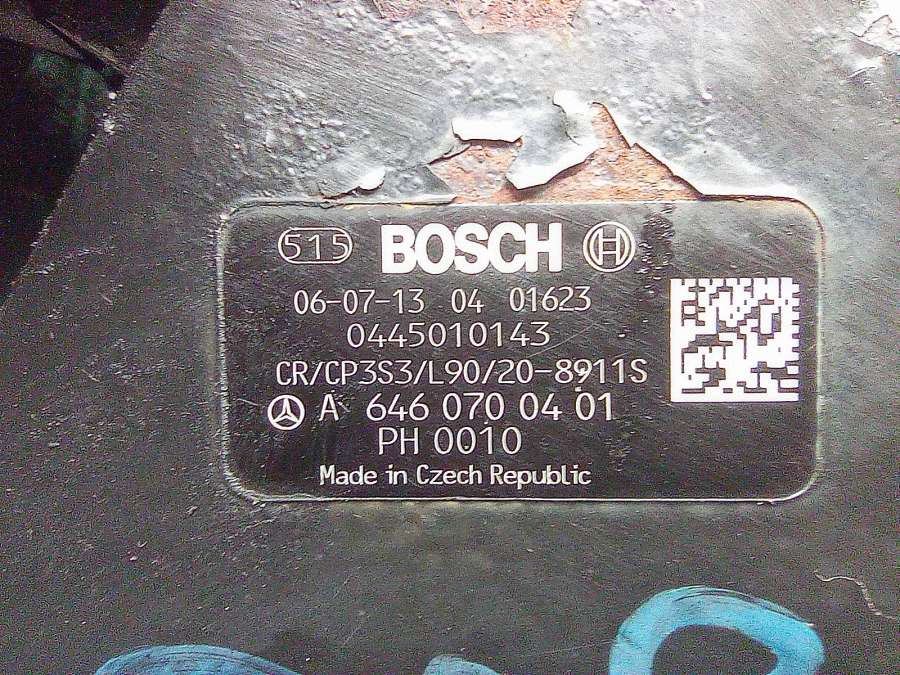 515 BOSCH
06-07-13 04 01623
0445010143
CR/CP3S3/L90/20-8911S
A 646 070 04 01
PH 0010
Made in Czech Republic